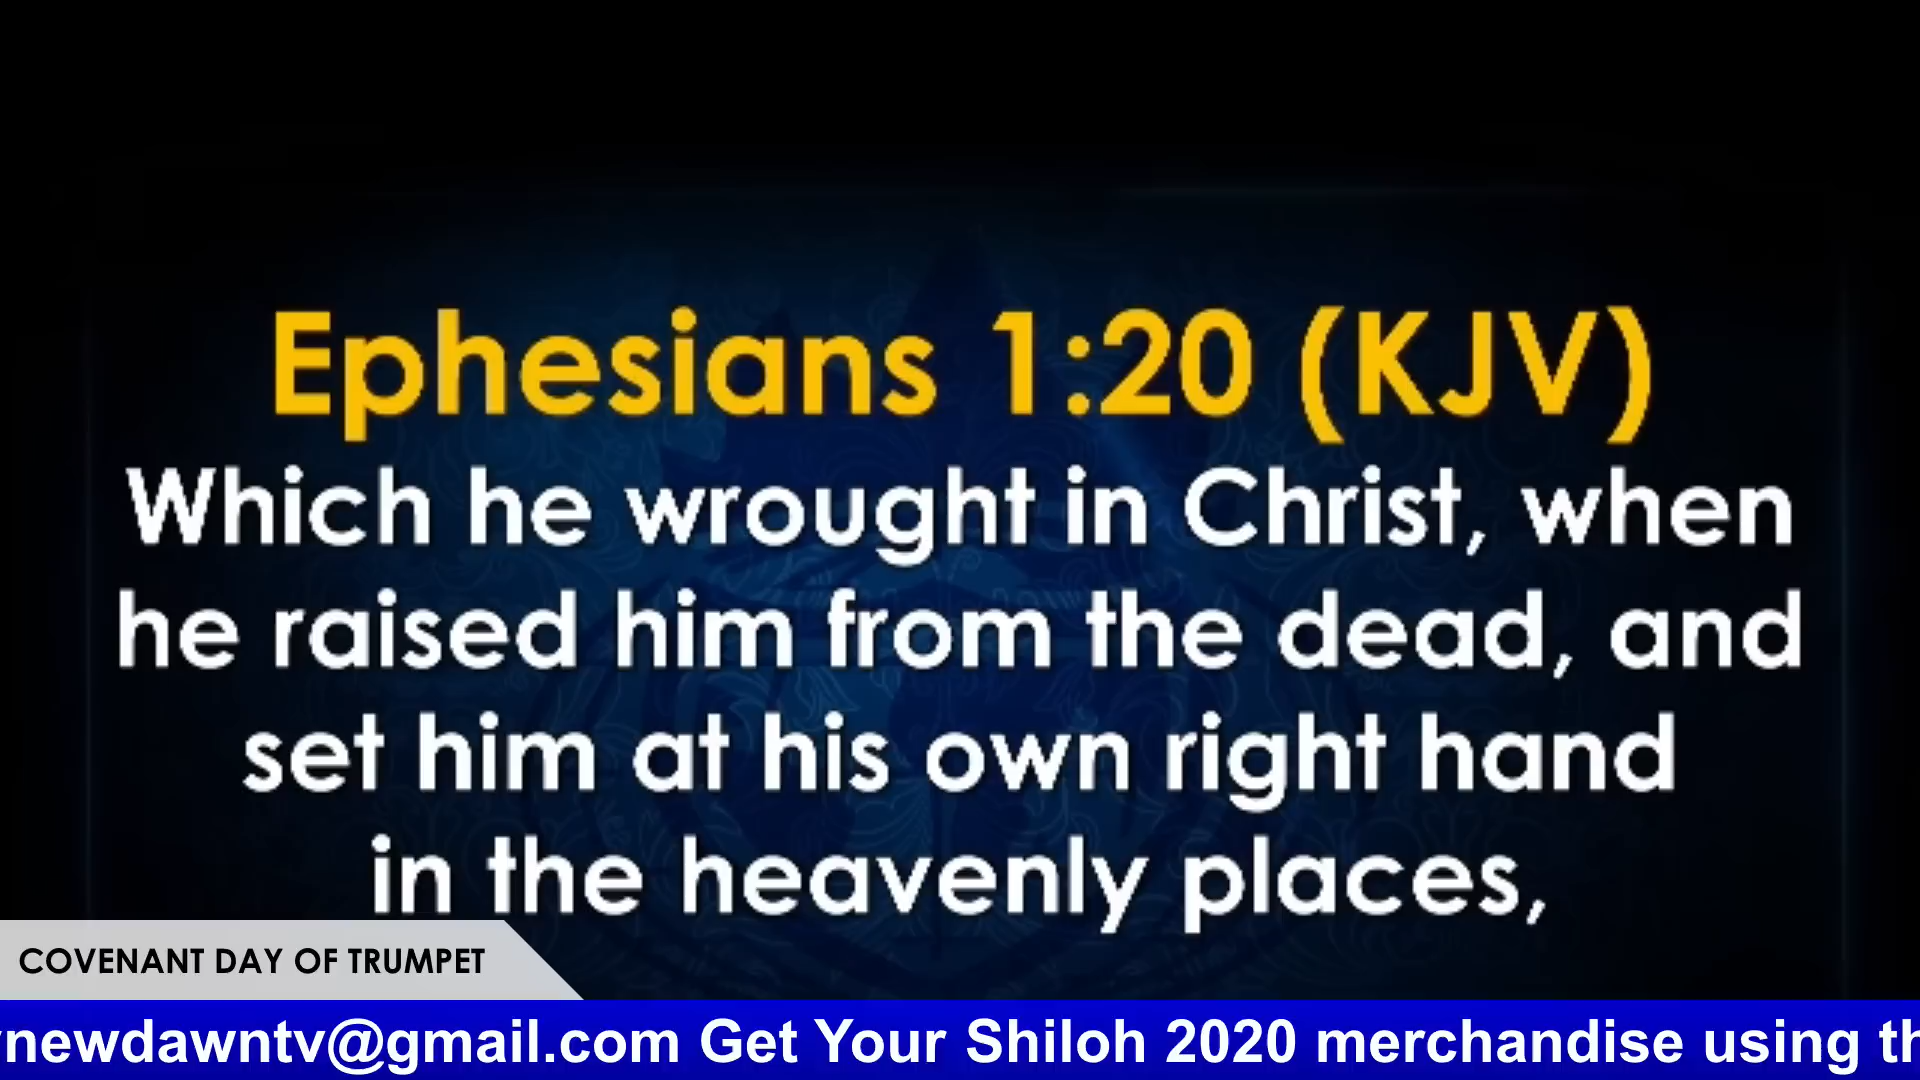 Ephesians 1:20 (KJV)
Which he wrought in Christ, when
he raised him from the dead, and
set him at his own right hand
in the heavenly places,
COVENANT DAY OF TRUMPET
newdawntv@gmail.com Get Your Shiloh 2020 merchandise using